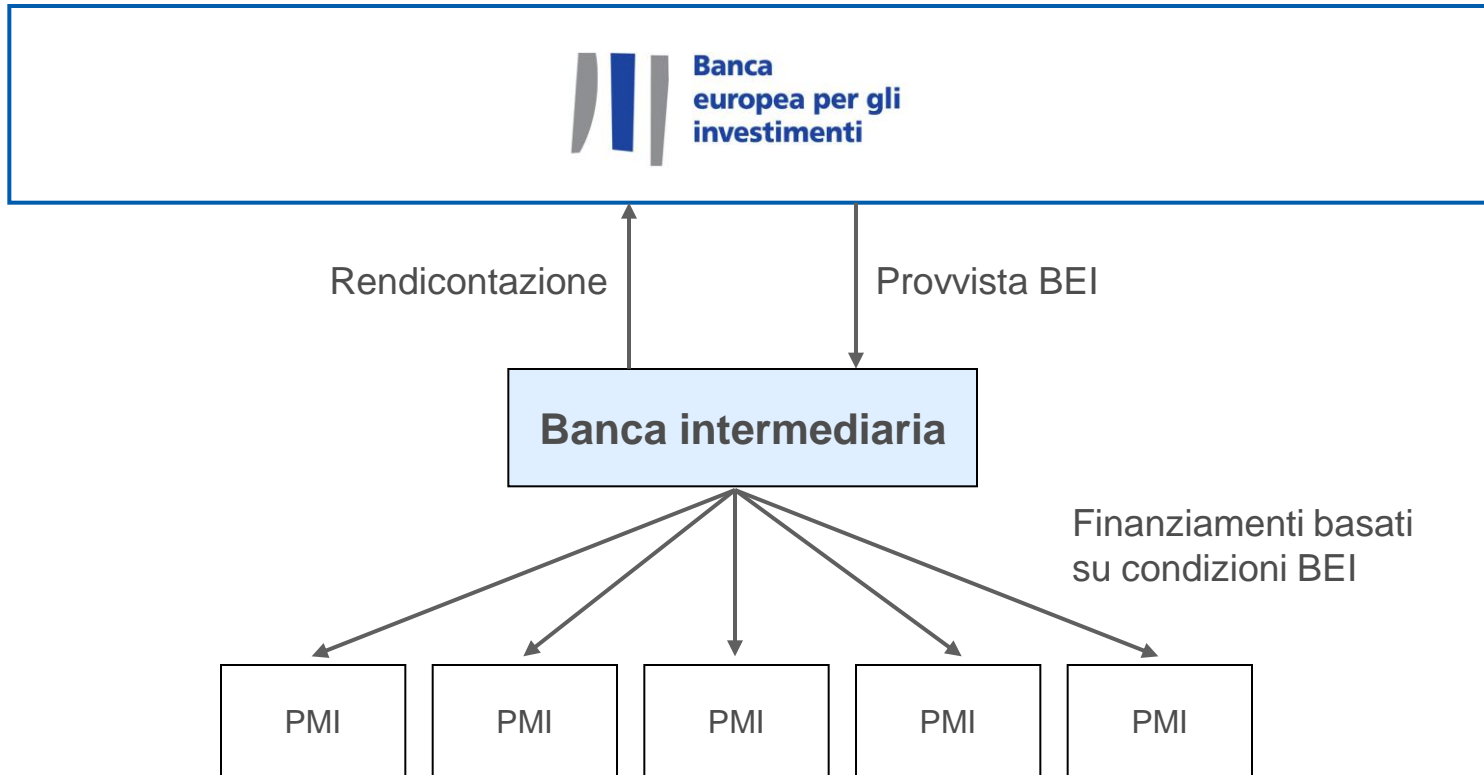 Banca
europea per gli
investimenti
Rendicontazione
Provvista BEI
Banca intermediaria
Finanziamenti basati
su condizioni BEI
PMI
PMI
PMI
PMI
PMI